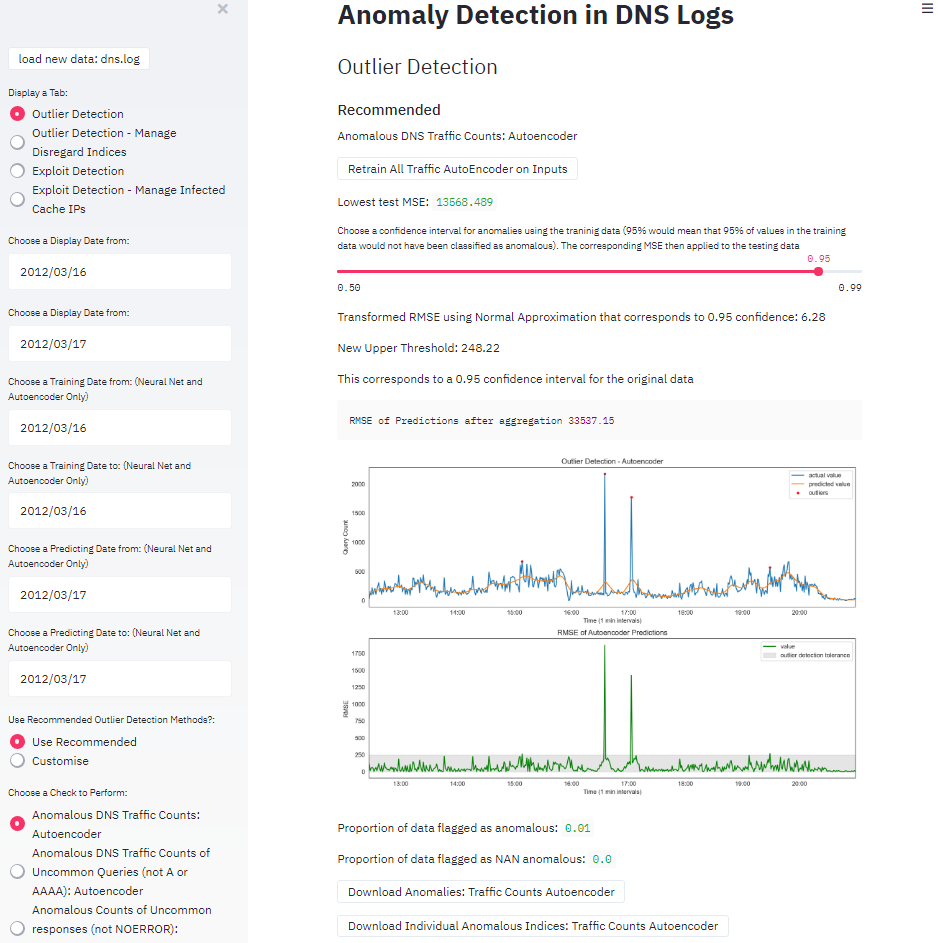 ×
load new data: dns.log
Display a Tab:
Outlier Detection
Outlier Detection - Manage
Disregard Indices
Exploit Detection
Exploit Detection - Manage Infected
Cache IPs
Choose a Display Date from:
2012/03/16
Choose a Display Date from:
2012/03/17
Choose a Training Date from: (Neural Net and
Autoencoder Only)
2012/03/16
Choose a Training Date to: (Neural Net and
Autoencoder Only)
2012/03/16
Choose a Predicting Date from: (Neural Net and
Autoencoder Only)
2012/03/17
Choose a Predicting Date to: (Neural Net and
Autoencoder Only)
2012/03/17
Use Recommended Outlier Detection Methods?:
Use Recommended
Customise
Choose a Check to Perform:
Anomalous DNS Traffic Counts:
Autoencoder
Anomalous DNS Traffic Counts of
Uncommon Queries (not A or
AAAA): Autoencoder
Anomalous Counts of Uncommon
responses (not NOERROR):
Anomaly Detection in DNS Logs
Outlier Detection
Recommended
Anomalous DNS Traffic Counts: Autoencoder
Retrain All Traffic AutoEncoder on Inputs
Lowest test MSE: 13568.489
Choose a confidence interval for anomalies using the traning data (95% would mean that 95% of values in the training
data would not have been classified as anomalous). The corresponding MSE then applied to the testing data
0.95
0.50 0.99
Transformed RMSE using Normal Approximation that corresponds to 0.95 confidence: 6.28
New Upper Threshold: 248.22
This corresponds to a 0.95 confidence interval for the original data
RMSE of Predictions after aggregation 33537.15
Outlier Detection - Autoencoder
actual value
predicted value
outliers
Query Count
2000
1500
1000
500
0
13:00 14:00 15:00 16:00 17:00 18:00 19:00 20:00
Time (1 min intervals)
RMSE of Autoencoder Predictions
value
outlier detection tolerance
RMSE
1750
1500
1250
1000
750
500
250
0
13:00 14:00 15:00 16:00 17:00 18:00 19:00 20:00
Time (1 min intervals)
Proportion of data flagged as anomalous: 0.01
Proportion of data flagged as NAN anomalous: 0.0
Download Anomalies: Traffic Counts Autoencoder
Download Individual Anomalous Indices: Traffic Counts Autoencoder